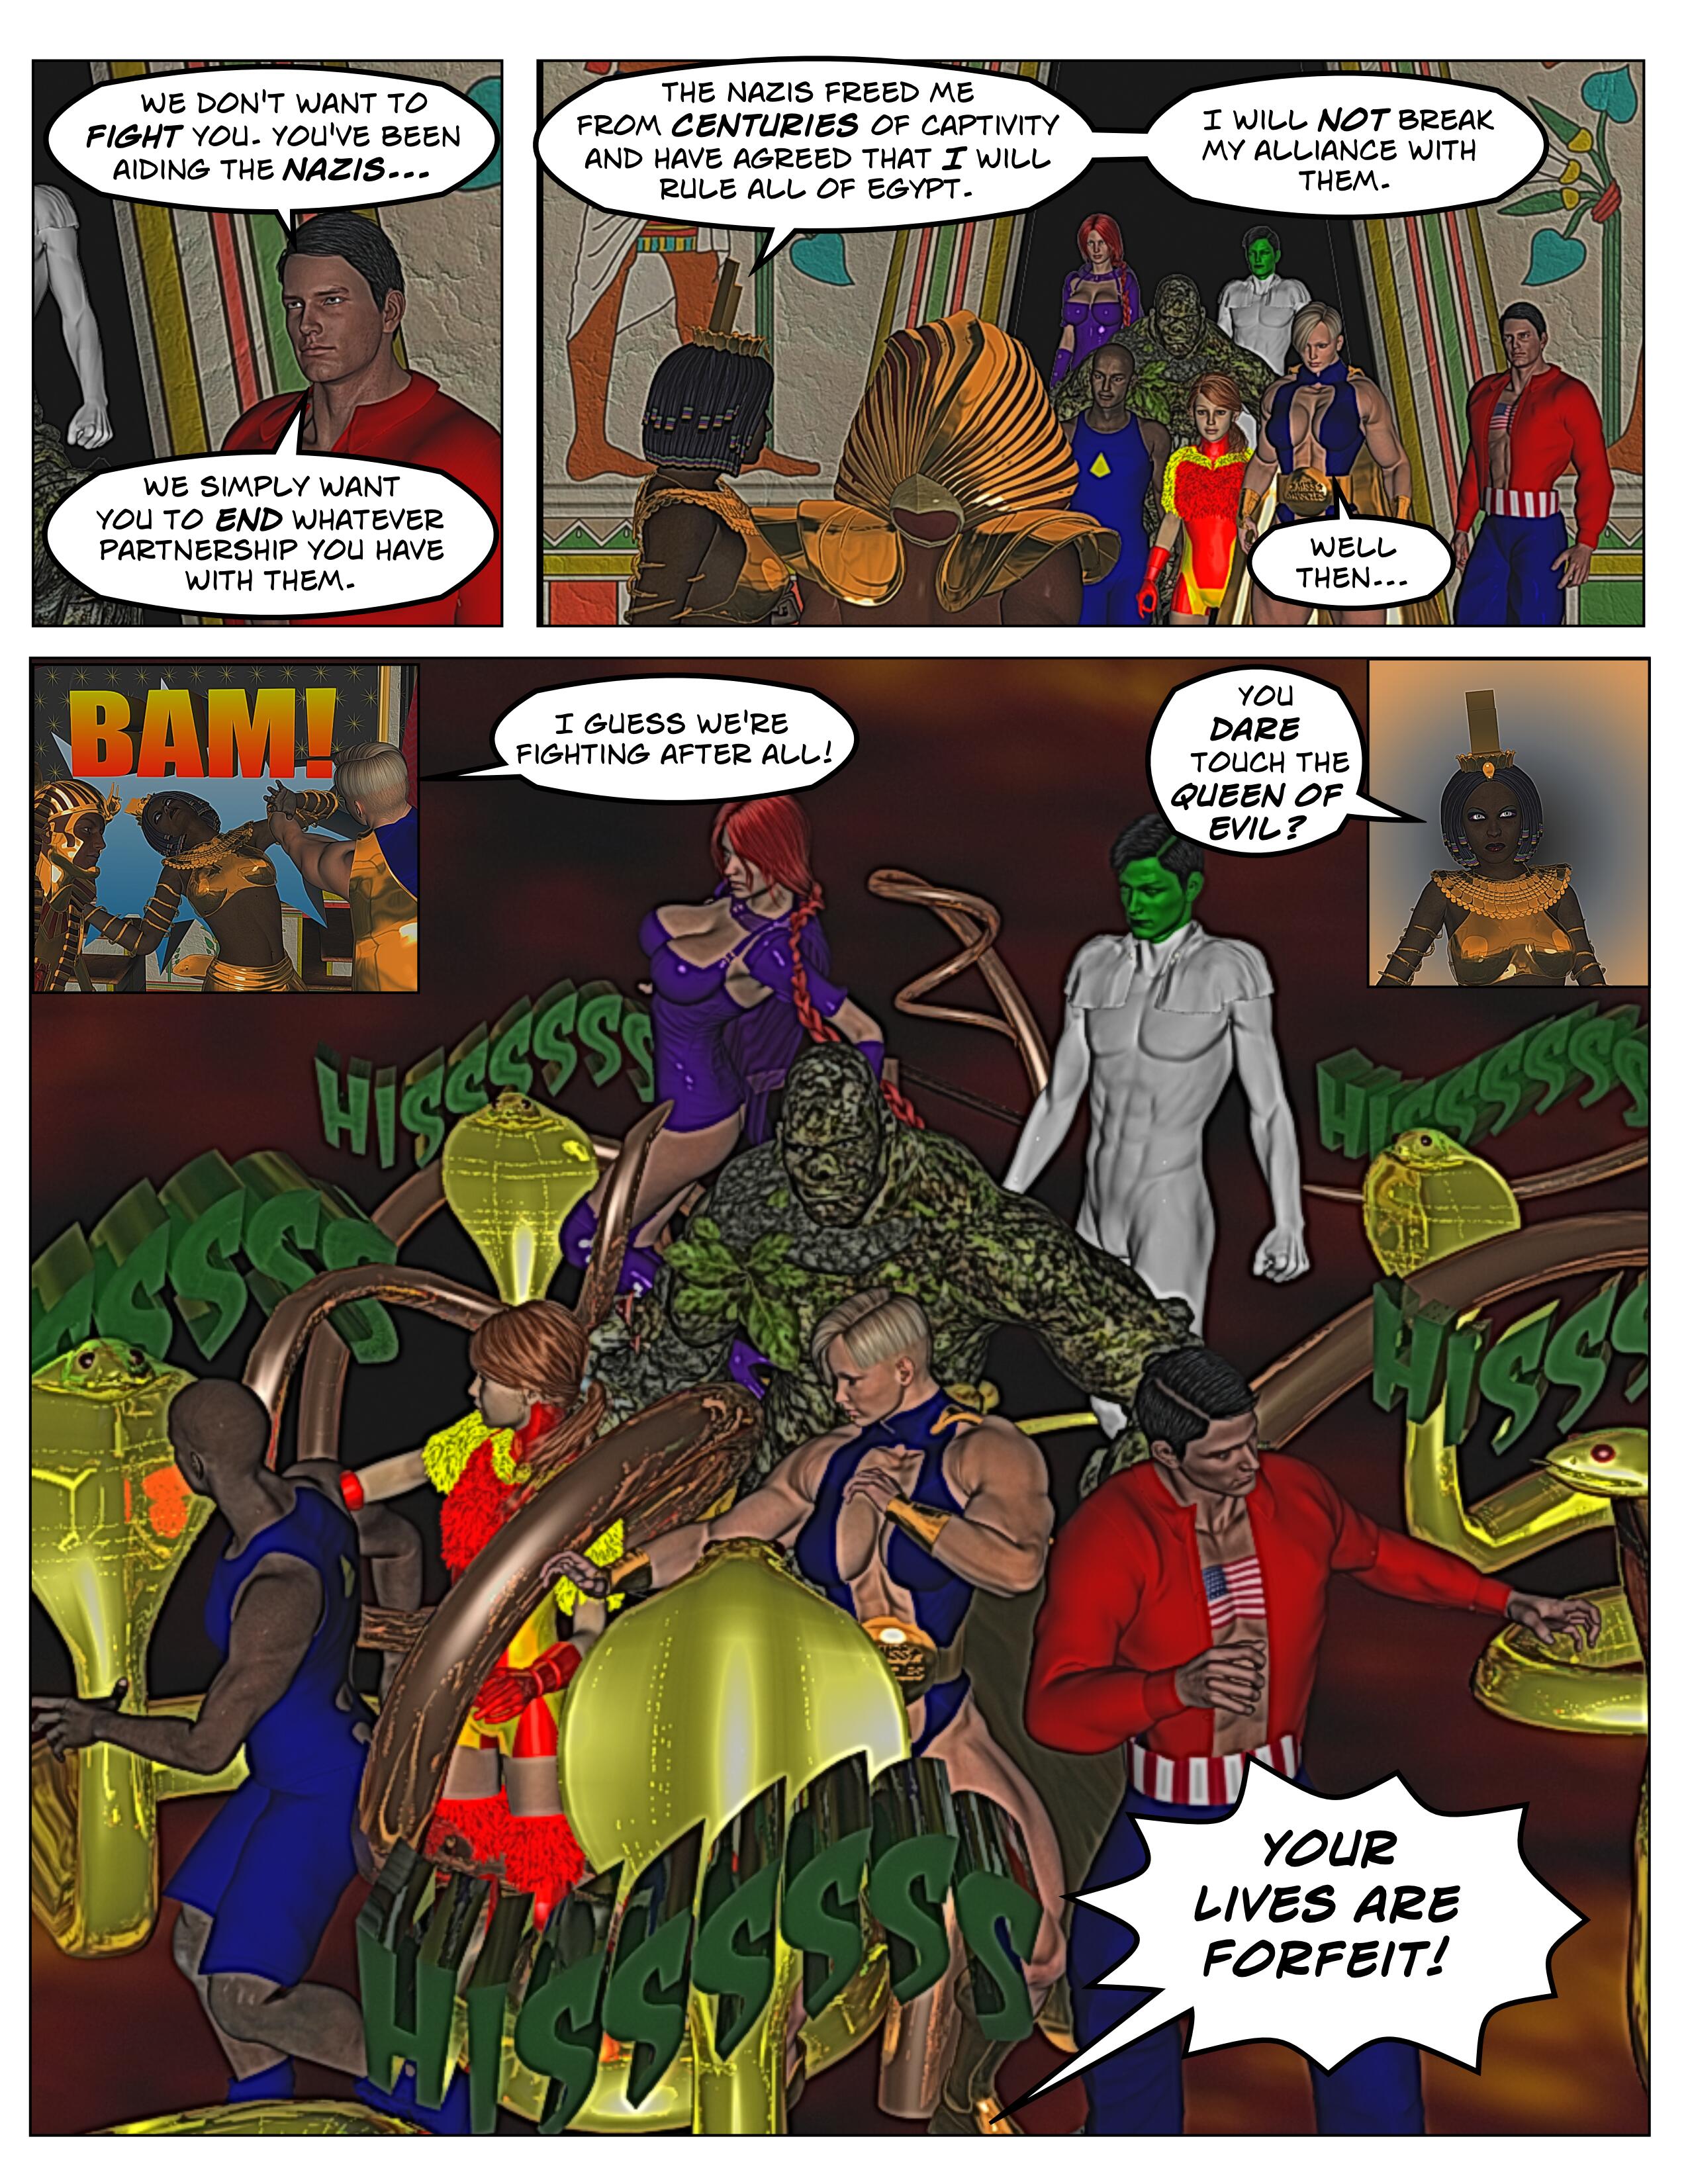 WE DON'T WANT TO
FIGHT YOU. YOU'VE BEEN
AIDING THE NAZIS...
WE SIMPLY WANT
YOU TO END WHATEVER
PARTNERSHIP YOU HAVE
WITH THEM.
THE NAZIS FREED ME
FROM CENTURIES OF CAPTIVITY
AND HAVE AGREED THAT I WILL
RULE ALL OF EGYPT.
I WILL NOT BREAK
MY ALLIANCE WITH
THEM.
WELL
THEN...
BAM!
I GUESS WE'RE
FIGHTING AFTER ALL!
YOU
DARE
TOUCH THE
QUEEN OF
EVIL?
HISSSSSS
HISSSSSS
SSSS
HISSS
HISSSSSS
YOUR
LIVES ARE
FORFEIT!